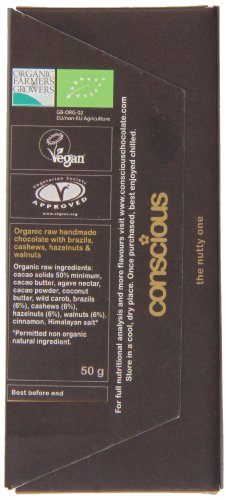 ORGANIC
FARMERS
& GROWERS
GB-ORG-02
EU/non-EU Agriculture
Vegan
Vegetarian Society
APPROVED
www.vegsoc.org
Organic raw handmade
chocolate with brazils,
cashews, hazelnuts &
walnuts
Organic raw ingredients:
cacao solids 50% minimum,
cacao butter, agave nectar,
cacao powder, coconut
butter, wild carob, brazils
(6%), cashews (6%),
hazelnuts (6%), walnuts (6%),
cinnamon, Himalayan salt*
*Permitted non organic
natural ingredient.
50 g
Best before end
For full nutritional analysis and more flavours visit www.consciouschocolate.com
Store in a cool, dry place. Once purchased, best enjoyed chilled.
conscious
the nutty one